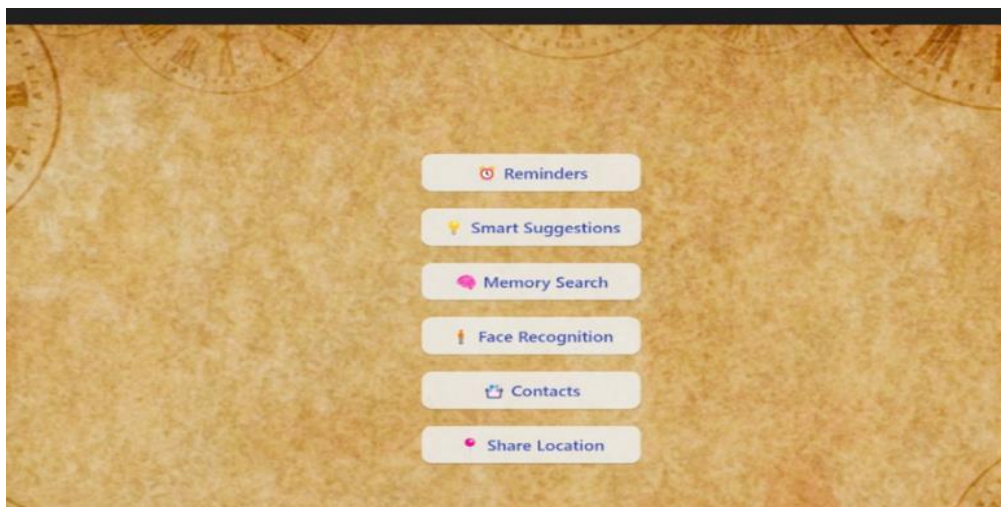 Reminders
Smart Suggestions
Memory Search
Face Recognition
Contacts
Share Location